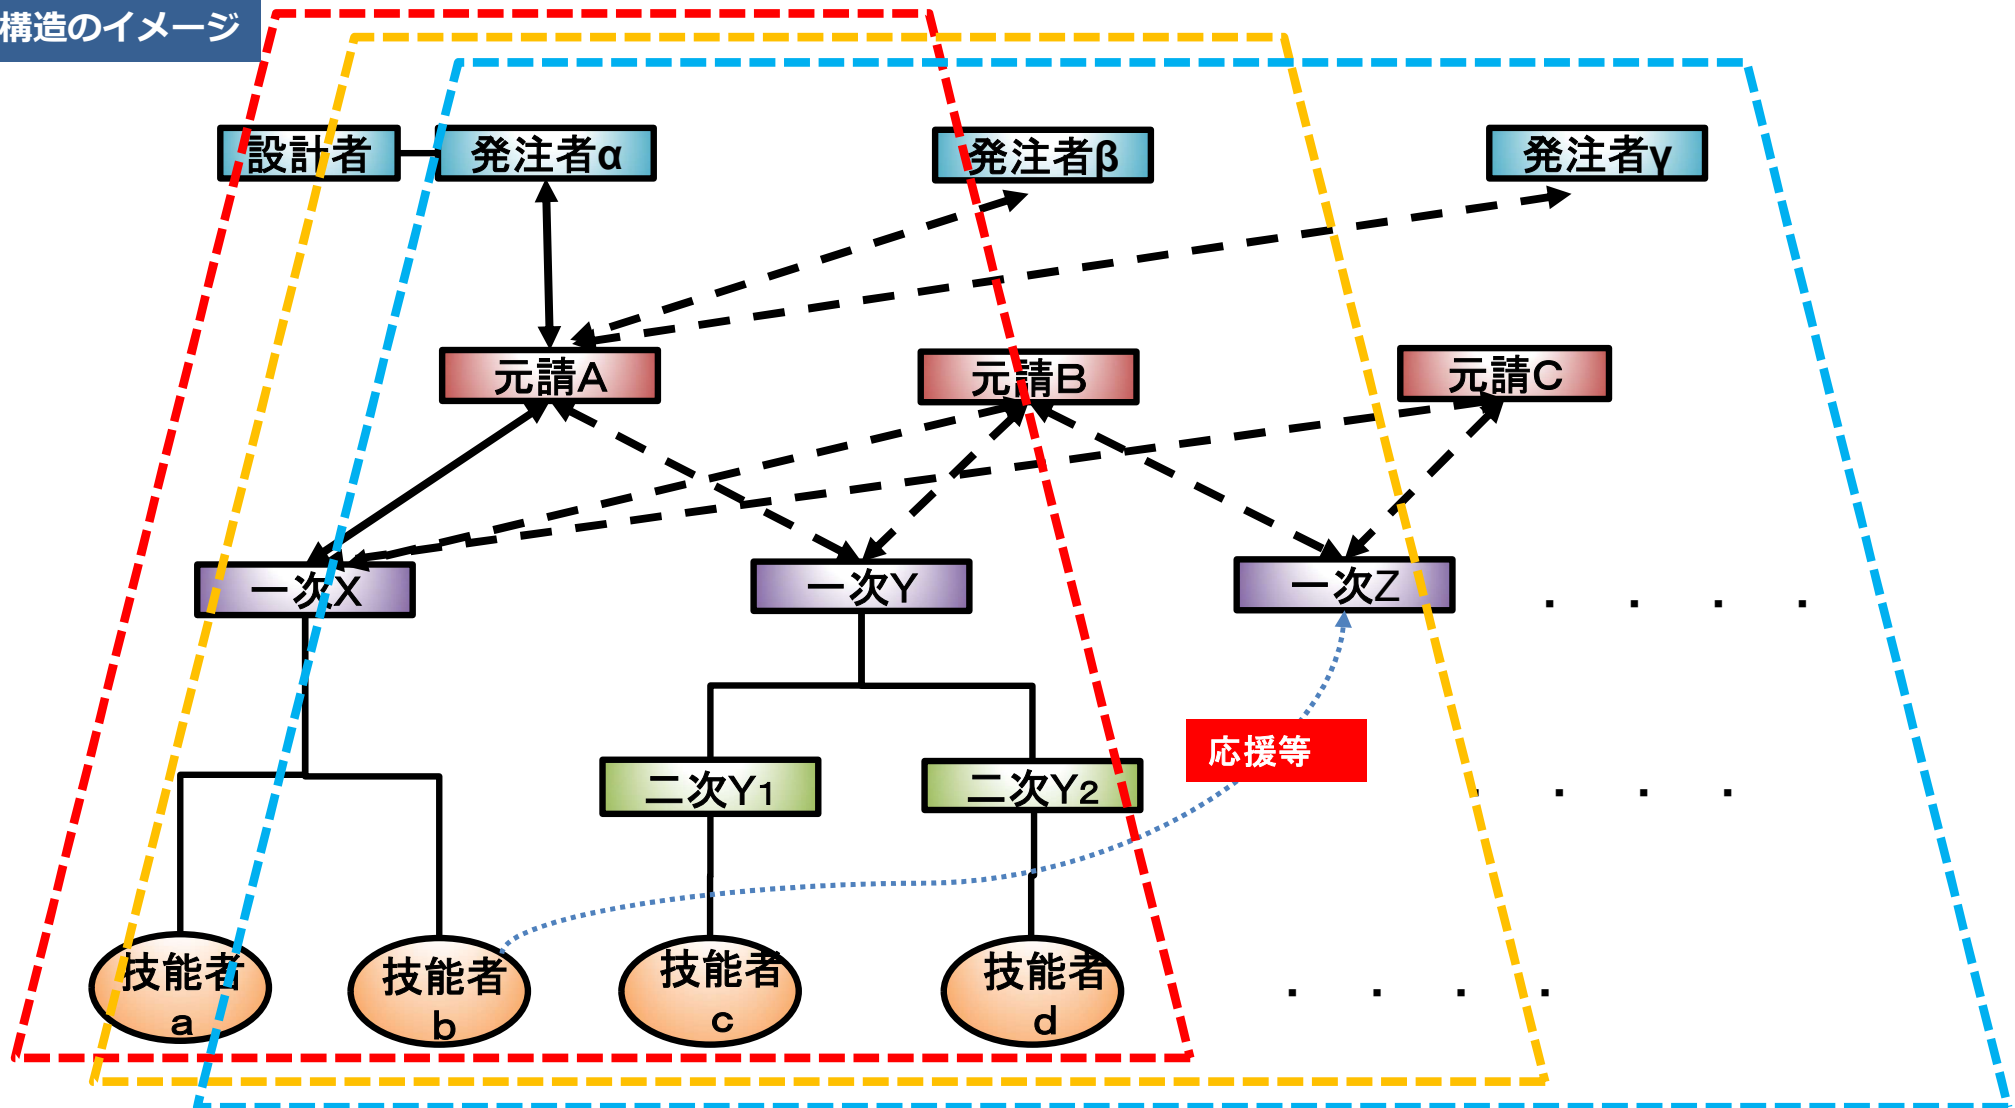 構造のイメージ
設計者
発注者α
発注者β
発注者γ
元請A
元請B
元請C
一次X
一次Y
一次Z
・ ・ ・ ・
応援等
二次Y1
二次Y2
・ ・ ・ ・
技能者
a
技能者
b
技能者
c
技能者
d
・ ・ ・ ・